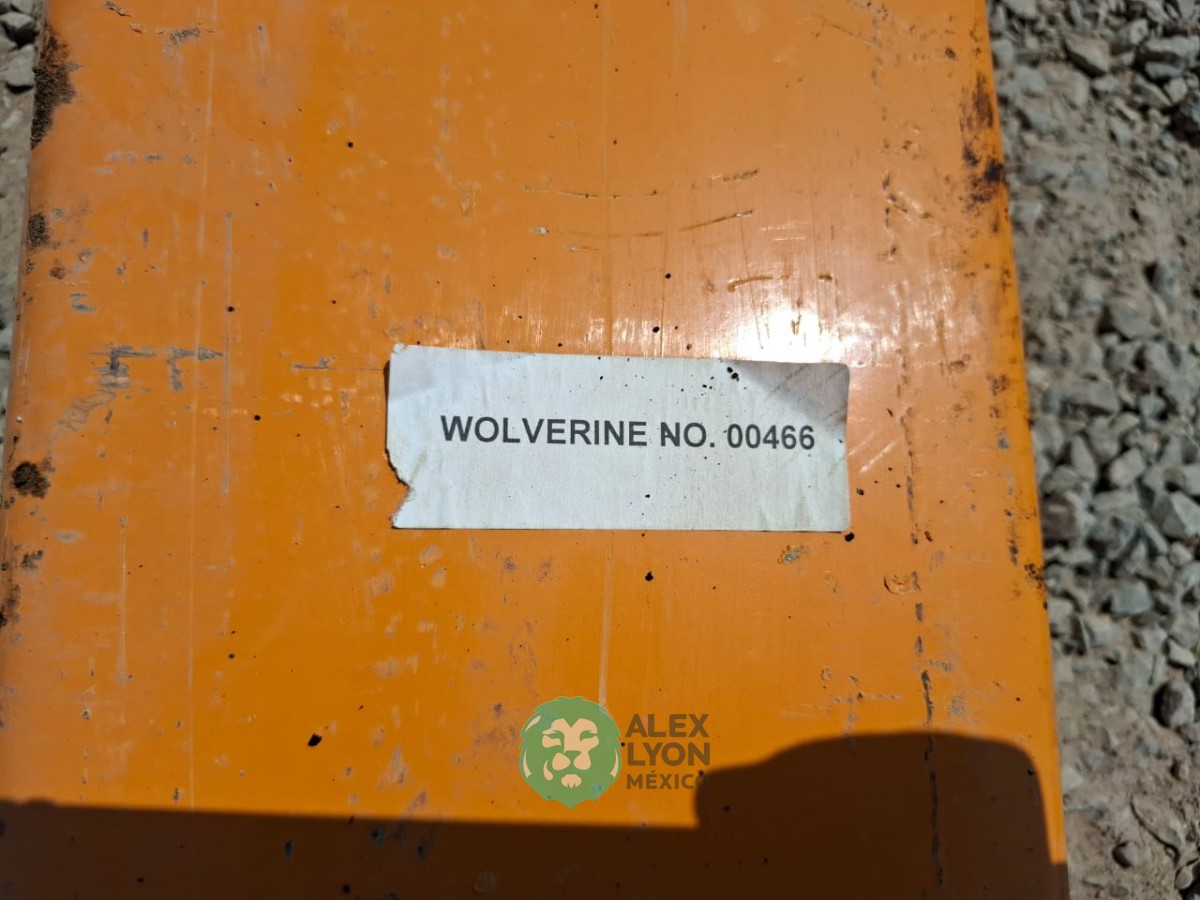 WOLVERINE NO. 00466
ALEX
LYON
MÉXICO